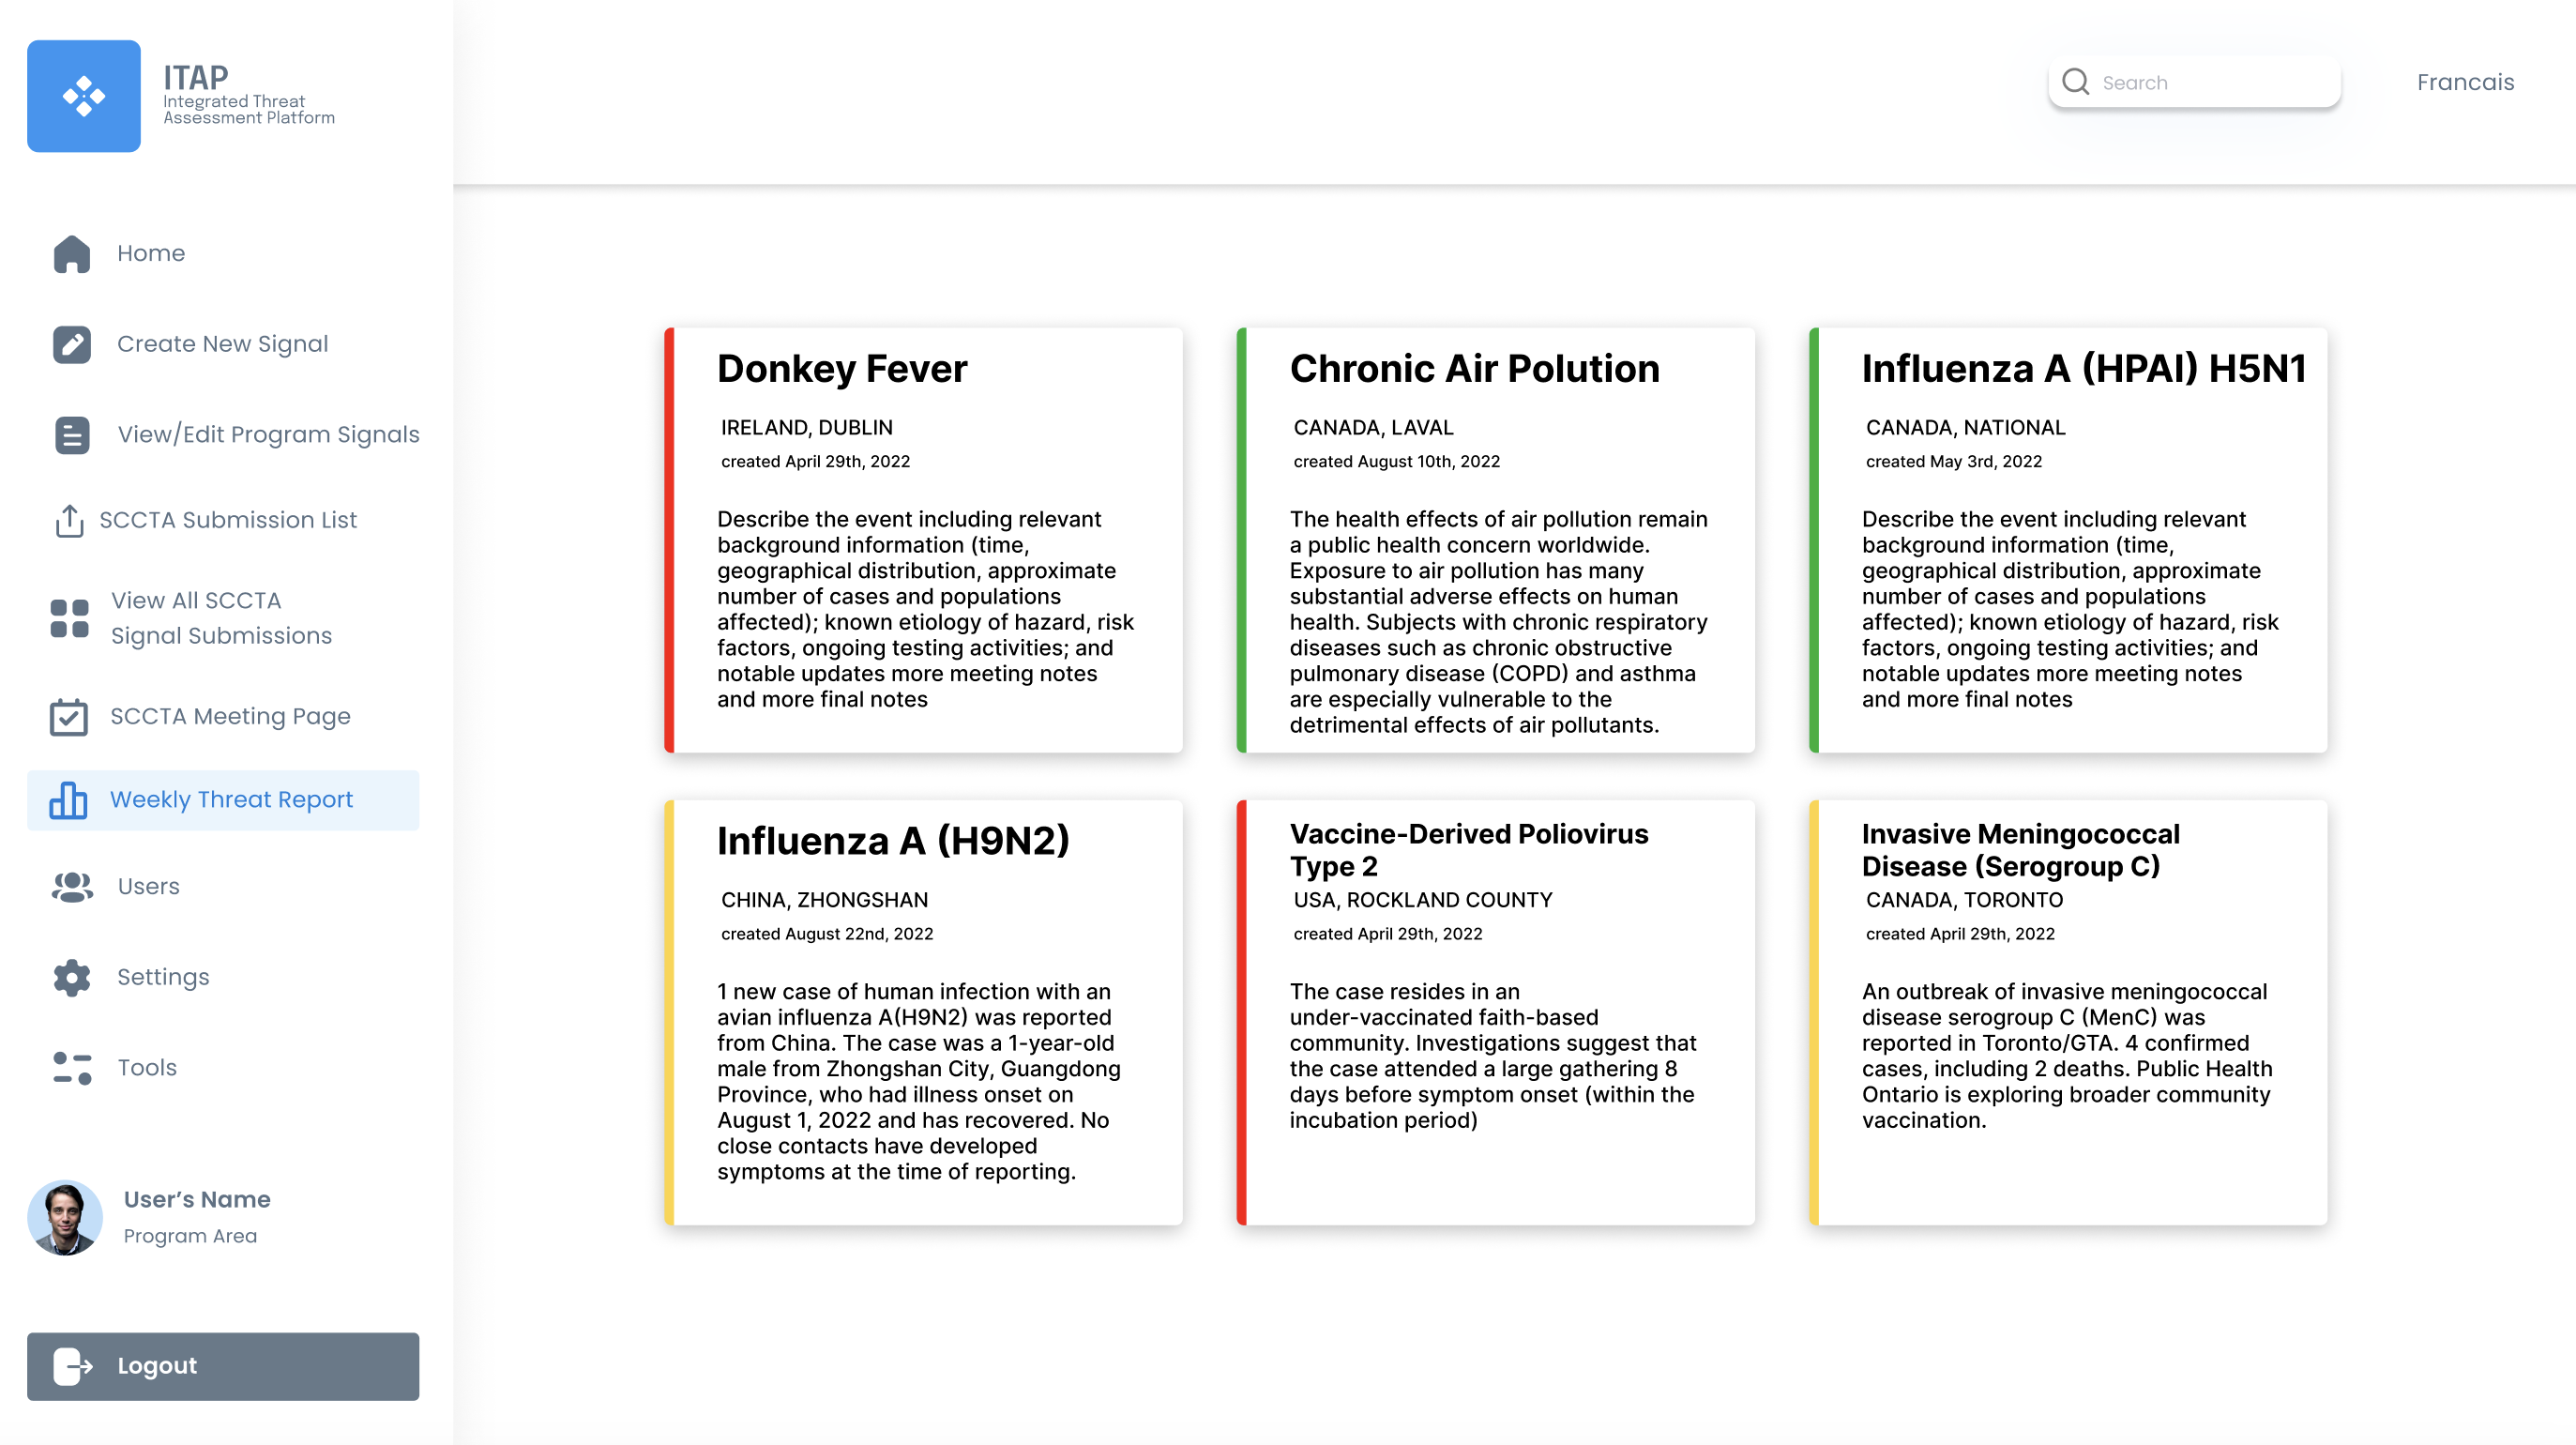 ITAP
Integrated Threat
Assessment Platform
Home
Create New Signal
View/Edit Program Signals
SCCTA Submission List
View All SCCTA
Signal Submissions
SCCTA Meeting Page
Weekly Threat Report
Users
Settings
Tools
User’s Name
Program Area
Logout
Search
Francais
Donkey Fever
IRELAND, DUBLIN
created April 29th, 2022
Describe the event including relevant
background information (time,
geographical distribution, approximate
number of cases and populations
affected); known etiology of hazard, risk
factors, ongoing testing activities; and
notable updates more meeting notes
and more final notes
Chronic Air Polution
CANADA, LAVAL
created August 10th, 2022
The health effects of air pollution remain
a public health concern worldwide.
Exposure to air pollution has many
substantial adverse effects on human
health. Subjects with chronic respiratory
diseases such as chronic obstructive
pulmonary disease (COPD) and asthma
are especially vulnerable to the
detrimental effects of air pollutants.
Influenza A (HPAI) H5N1
CANADA, NATIONAL
created May 3rd, 2022
Describe the event including relevant
background information (time,
geographical distribution, approximate
number of cases and populations
affected); known etiology of hazard, risk
factors, ongoing testing activities; and
notable updates more meeting notes
and more final notes
Influenza A (H9N2)
CHINA, ZHONGSHAN
created August 22nd, 2022
1 new case of human infection with an
avian influenza A(H9N2) was reported
from China. The case was a 1-year-old
male from Zhongshan City, Guangdong
Province, who had illness onset on
August 1, 2022 and has recovered. No
close contacts have developed
symptoms at the time of reporting.
Vaccine-Derived Poliovirus
Type 2
USA, ROCKLAND COUNTY
created April 29th, 2022
The case resides in an
under-vaccinated faith-based
community. Investigations suggest that
the case attended a large gathering 8
days before symptom onset (within the
incubation period)
Invasive Meningococcal
Disease (Serogroup C)
CANADA, TORONTO
created April 29th, 2022
An outbreak of invasive meningococcal
disease serogroup C (MenC) was
reported in Toronto/GTA. 4 confirmed
cases, including 2 deaths. Public Health
Ontario is exploring broader community
vaccination.